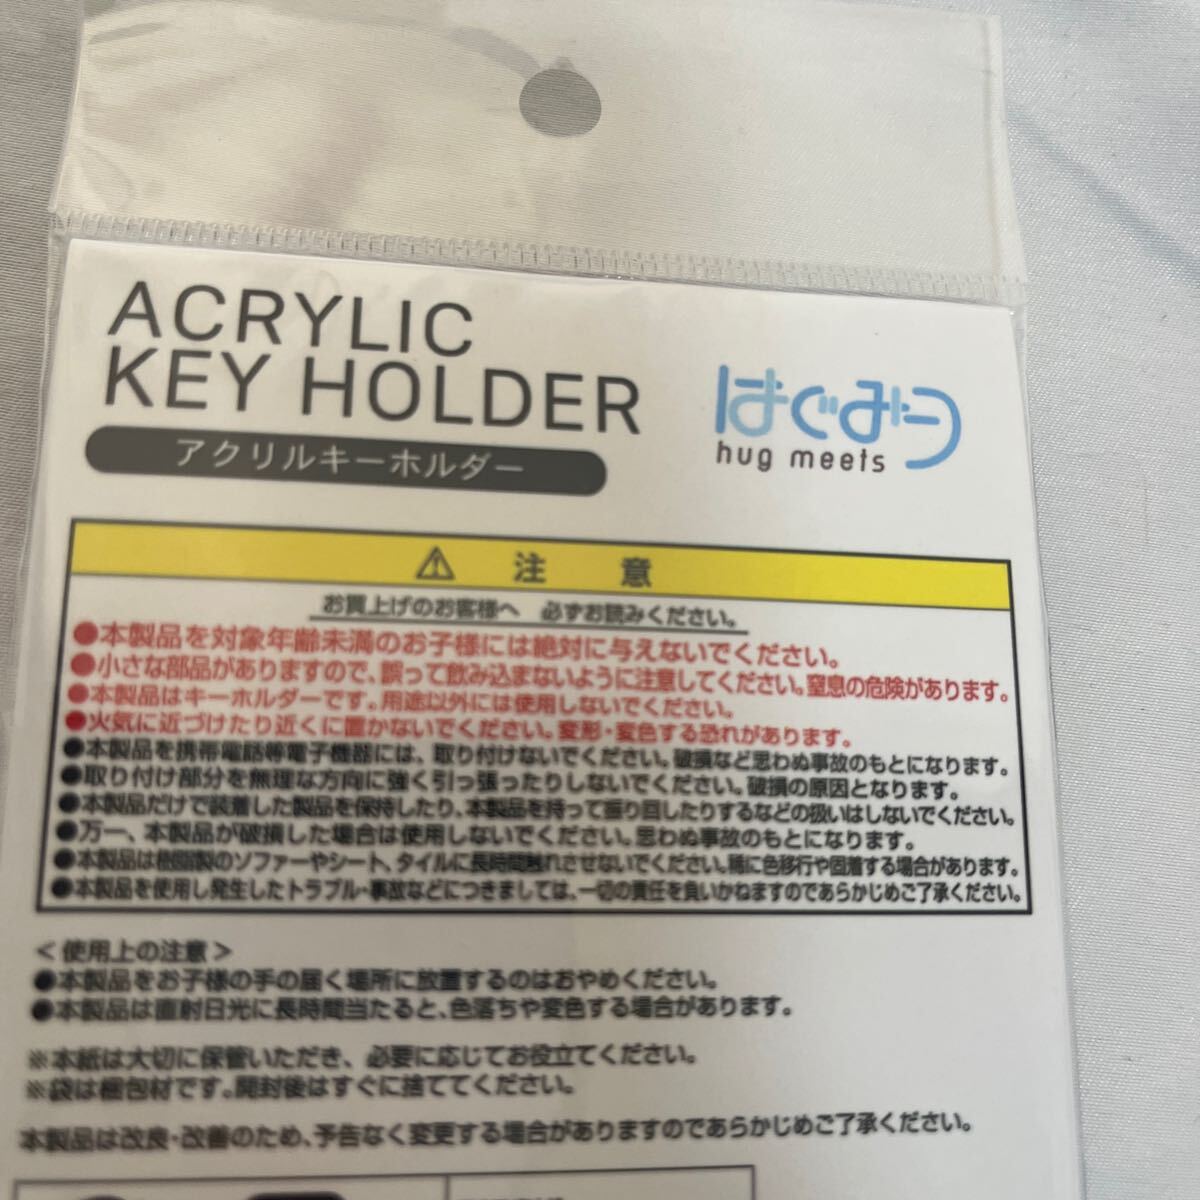 ACRYLIC
KEY HOLDER
アクリルキーホルダー
はぐみっ
hug meets
⚠ 注 意
お買上げのお客様へ 必ずお読みください。
●本製品を対象年齢未満のお子様には絶対に与えないでください。
●小さな部品がありますので、誤って飲み込まないように注意してください。窒息の危険があります。
●本製品はキーホルダーです。用途以外には使用しないでください。
●火気に近づけたり近くに置かないでください。変形・変色する恐れがあります。
●本製品を携帯電話等電子機器には、取り付けないでください。破損など思わぬ事故のもとになります。
●取り付け部分を無理な方向に強く引っ張ったりしないでください。破損の原因となります。
●本製品だけで装着した製品を保持したり、本製品を持って振り回したりするなどの扱いはしないでください。
●万一、本製品が破損した場合は使用しないでください。思わぬ事故のもとになります。
●本製品は樹脂製のソファーやシート、タイルに長時間触れさせないでください。稀に色移行や固着する場合があります。
●本製品を使用し発生したトラブル・事故などにつきましては、一切の責任を負いかねますのであらかじめご了承ください。
＜使用上の注意＞
●本製品をお子様の手の届く場所に放置するのはおやめください。
●本製品は直射日光に長時間当たると、色落ちや変色する場合があります。
※本紙は大切に保管いただき、必要に応じてお役立てください。
※袋は梱包材です。開封後はすぐに捨ててください。
本製品は改良・改善のため、予告なく変更する場合がありますのであらかじめご了承ください。